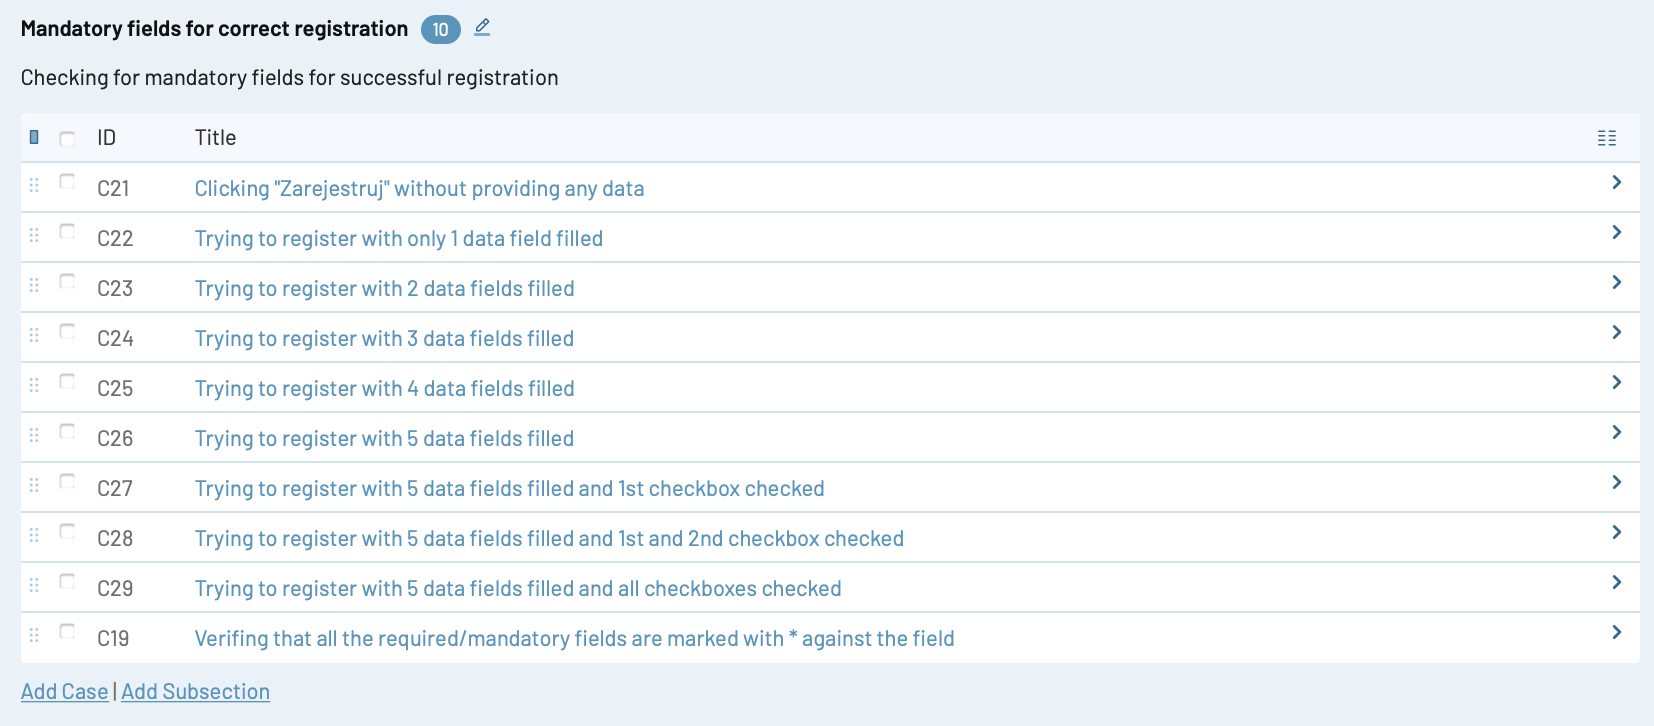 Mandatory fields for correct registration 10
Checking for mandatory fields for successful registration
ID Title
C21 Clicking "Zarejestruj" without providing any data
C22 Trying to register with only 1 data field filled
C23 Trying to register with 2 data fields filled
C24 Trying to register with 3 data fields filled
C25 Trying to register with 4 data fields filled
C26 Trying to register with 5 data fields filled
C27 Trying to register with 5 data fields filled and 1st checkbox checked
C28 Trying to register with 5 data fields filled and 1st and 2nd checkbox checked
C29 Trying to register with 5 data fields filled and all checkboxes checked
C19 Verifing that all the required/mandatory fields are marked with * against the field
Add Case | Add Subsection